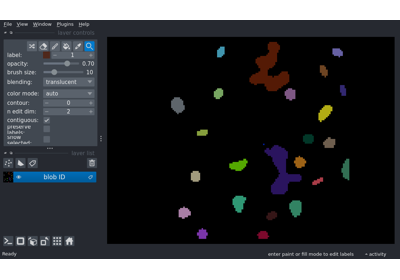 File View Window Plugins Help
layer controls
label: 1
opacity: 0.70
brush size: 10
blending: translucent
color mode: auto
contour: 0
n edit dim: 2
contiguous:
preserve
labels:
show
selected:
layer list
blob ID
Ready
enter paint or fill mode to edit labels
activity